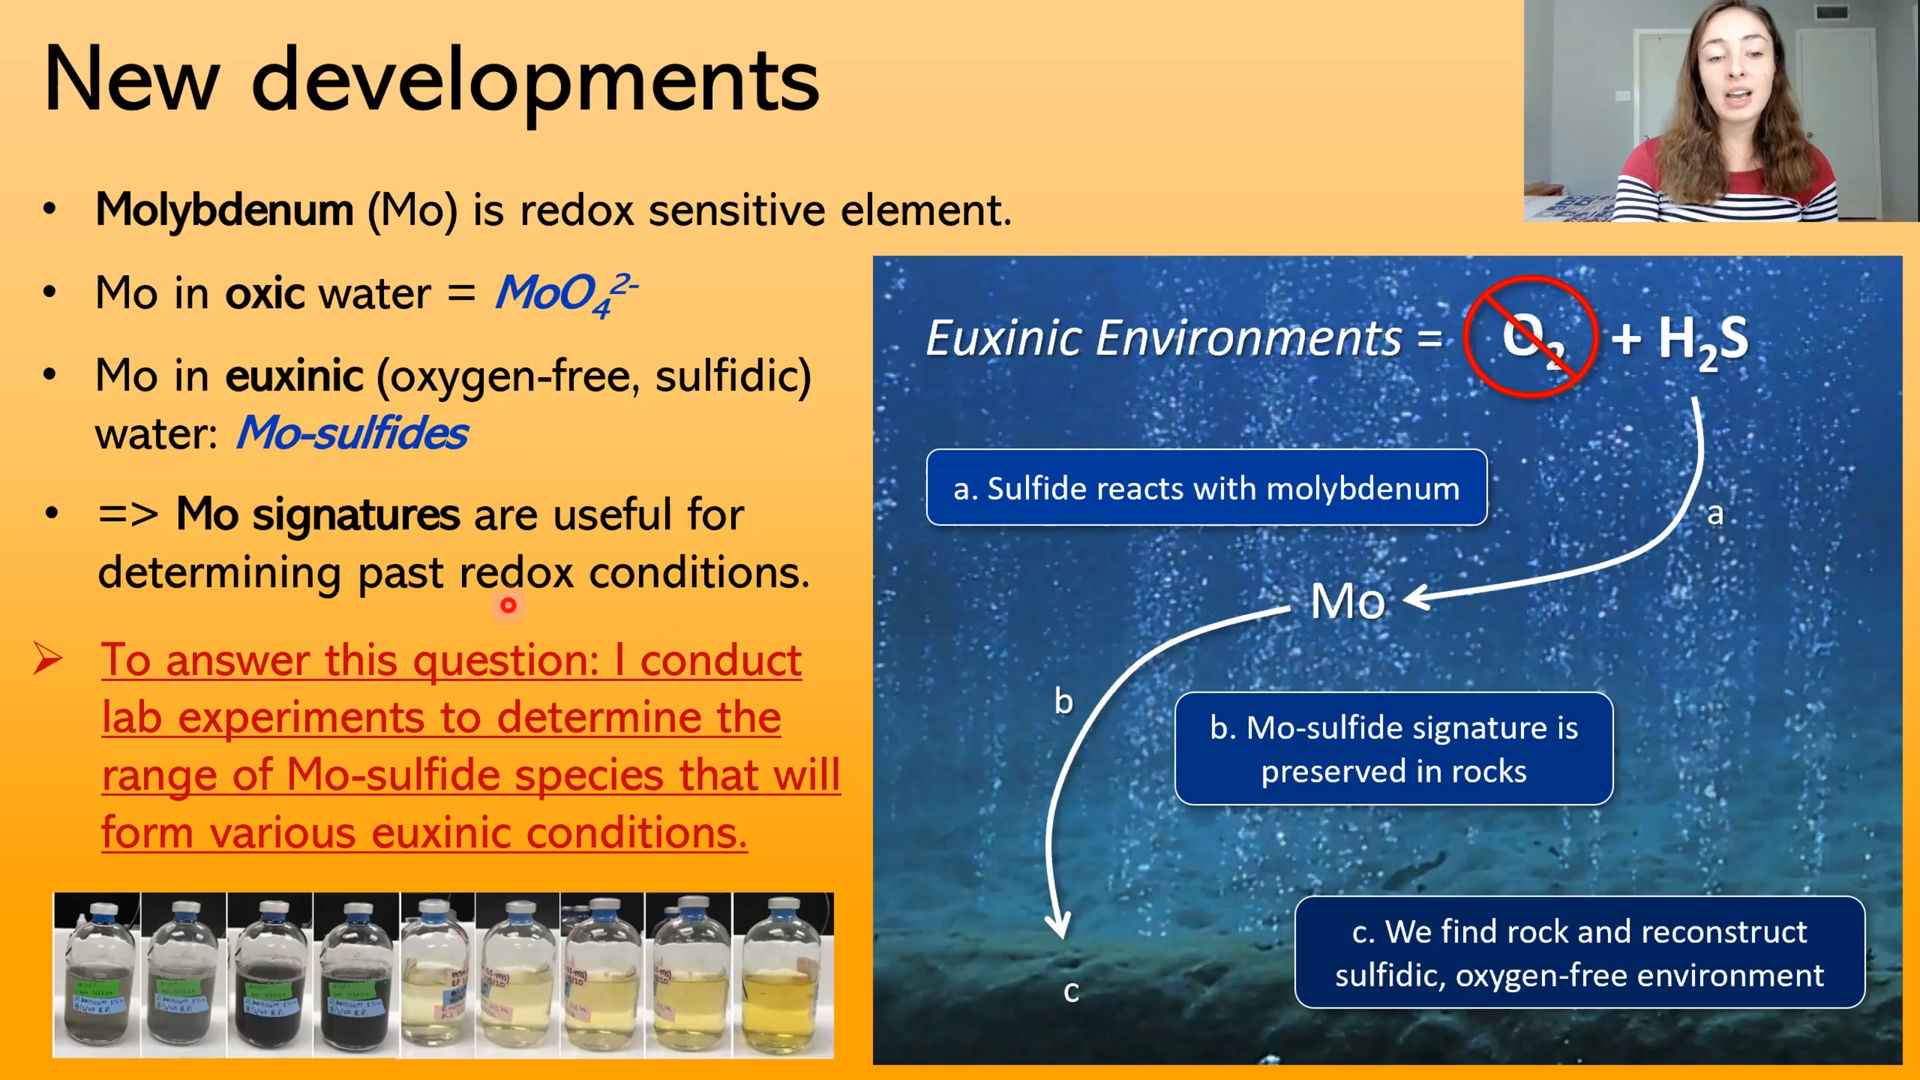 New developments
• Molybdenum (Mo) is redox sensitive element.
• Mo in oxic water = MoO₄²⁻
• Mo in euxinic (oxygen-free, sulfidic)
water: Mo-sulfides
• => Mo signatures are useful for
determining past redox conditions.
➢ To answer this question: I conduct
lab experiments to determine the
range of Mo-sulfide species that will
form various euxinic conditions.
Euxinic Environments = O₂ + H₂S
a. Sulfide reacts with molybdenum
a
Mo
b
b. Mo-sulfide signature is
preserved in rocks
c. We find rock and reconstruct
sulfidic, oxygen-free environment
c